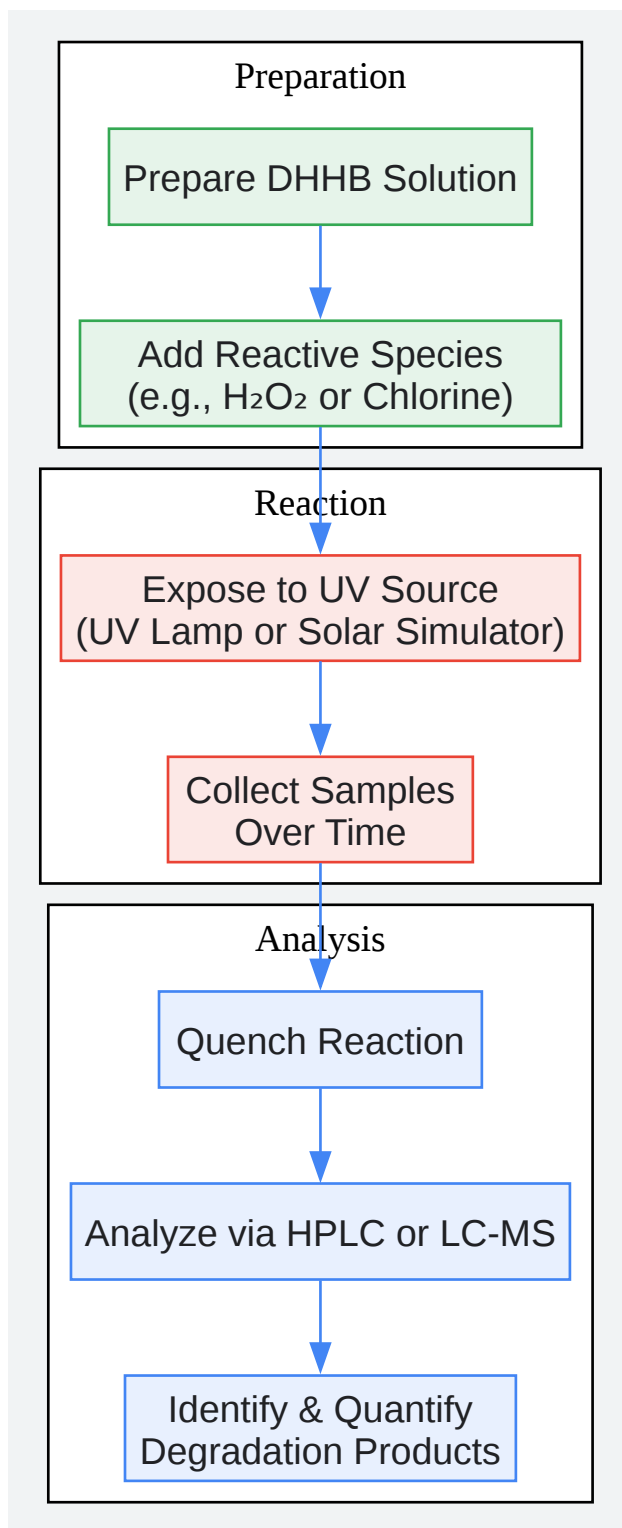 Preparation
Prepare DHHB Solution
Add Reactive Species
(e.g., H₂O₂ or Chlorine)
Reaction
Expose to UV Source
(UV Lamp or Solar Simulator)
Collect Samples
Over Time
Analysis
Quench Reaction
Analyze via HPLC or LC-MS
Identify & Quantify
Degradation Products